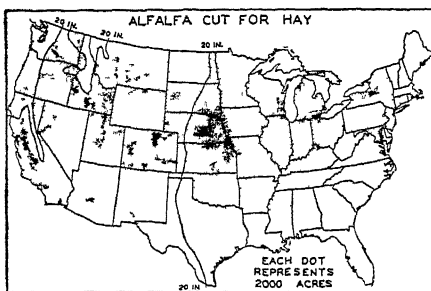 ALFALFA CUT FOR HAY
20 IN.
20 IN.
20 IN.
EACH DOT
REPRESENTS
2000 ACRES
20 IN.